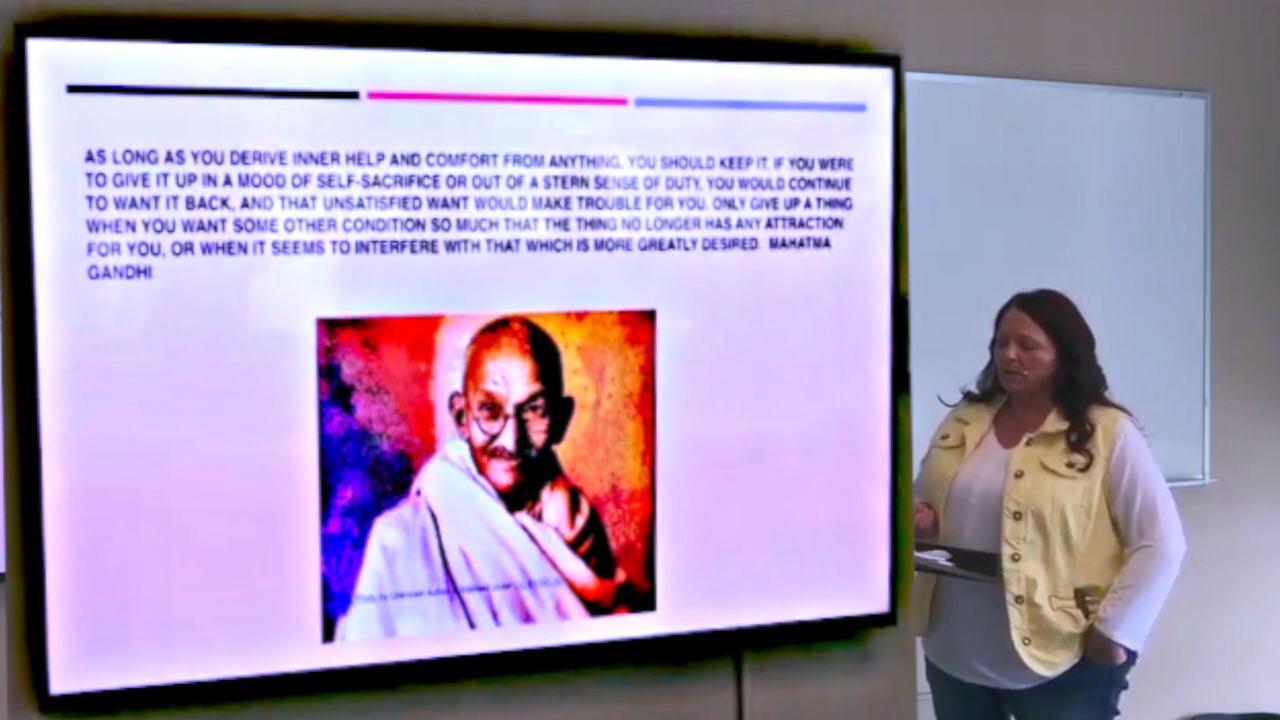 AS LONG AS YOU DERIVE INNER HELP AND COMFORT FROM ANYTHING, YOU SHOULD KEEP IT. IF YOU WERE
TO GIVE IT UP IN A MOOD OF SELF-SACRIFICE OR OUT OF A STERN SENSE OF DUTY, YOU WOULD CONTINUE
TO WANT IT BACK, AND THAT UNSATISFIED WANT WOULD MAKE TROUBLE FOR YOU. ONLY GIVE UP A THING
WHEN YOU WANT SOME OTHER CONDITION SO MUCH THAT THE THING NO LONGER HAS ANY ATTRACTION
FOR YOU, OR WHEN IT SEEMS TO INTERFERE WITH THAT WHICH IS MORE GREATLY DESIRED. MAHATMA
GANDHI